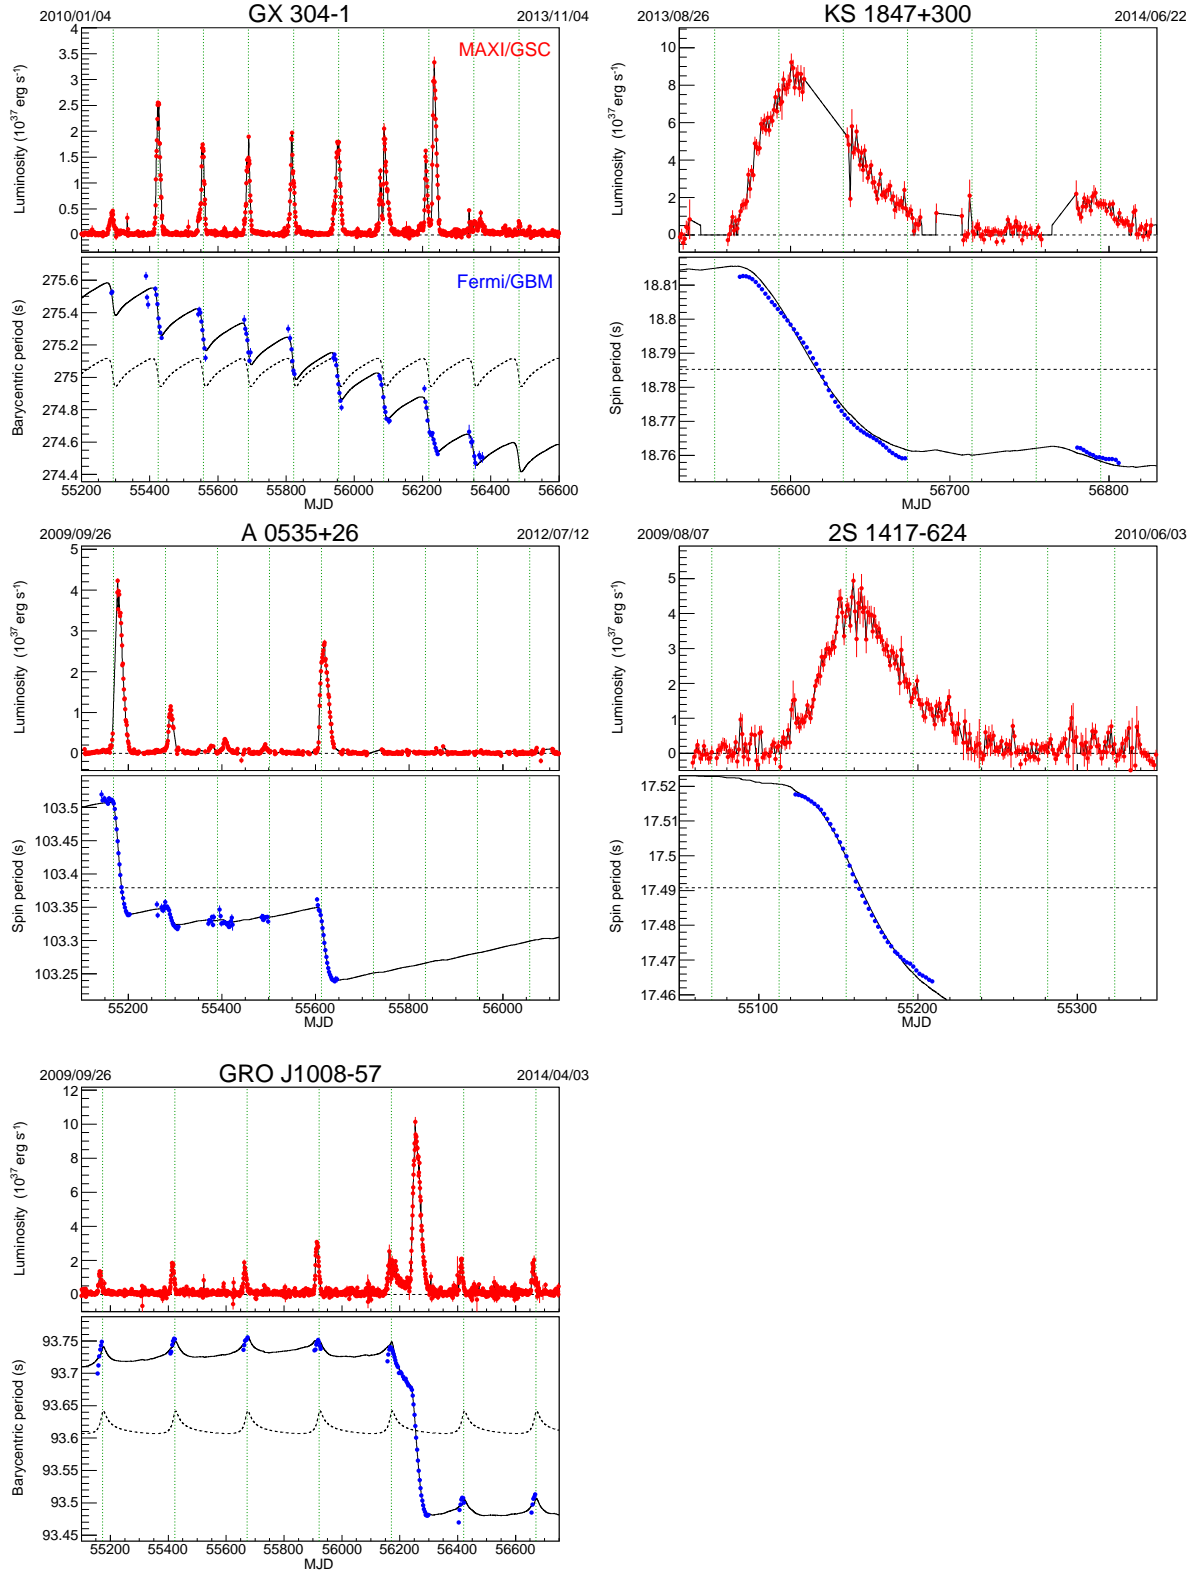 2010/01/04 GX 304-1 2013/11/04
MAXI/GSC
Luminosity (10³⁷ erg s⁻¹)
4
3.5
3
2.5
2
1.5
1
0.5
0
Fermi/GBM
Barycentric period (s)
275.6
275.4
275.2
275
274.8
274.6
274.4
55200 55400 55600 55800 56000 56200 56400 56600
MJD
2013/08/26 KS 1847+300 2014/06/22
Luminosity (10³⁷ erg s⁻¹)
10
8
6
4
2
0
Spin period (s)
18.81
18.8
18.79
18.78
18.77
18.76
56600 56700 56800
MJD
2009/09/26 A 0535+26 2012/07/12
Luminosity (10³⁷ erg s⁻¹)
5
4
3
2
1
0
Spin period (s)
103.5
103.45
103.4
103.35
103.3
103.25
55200 55400 55600 55800 56000
MJD
2009/08/07 2S 1417-624 2010/06/03
Luminosity (10³⁷ erg s⁻¹)
5
4
3
2
1
0
Spin period (s)
17.52
17.51
17.5
17.49
17.48
17.47
17.46
55100 55200 55300
MJD
2009/09/26 GRO J1008-57 2014/04/03
Luminosity (10³⁷ erg s⁻¹)
12
10
8
6
4
2
0
Barycentric period (s)
93.75
93.7
93.65
93.6
93.55
93.5
93.45
55200 55400 55600 55800 56000 56200 56400 56600
MJD